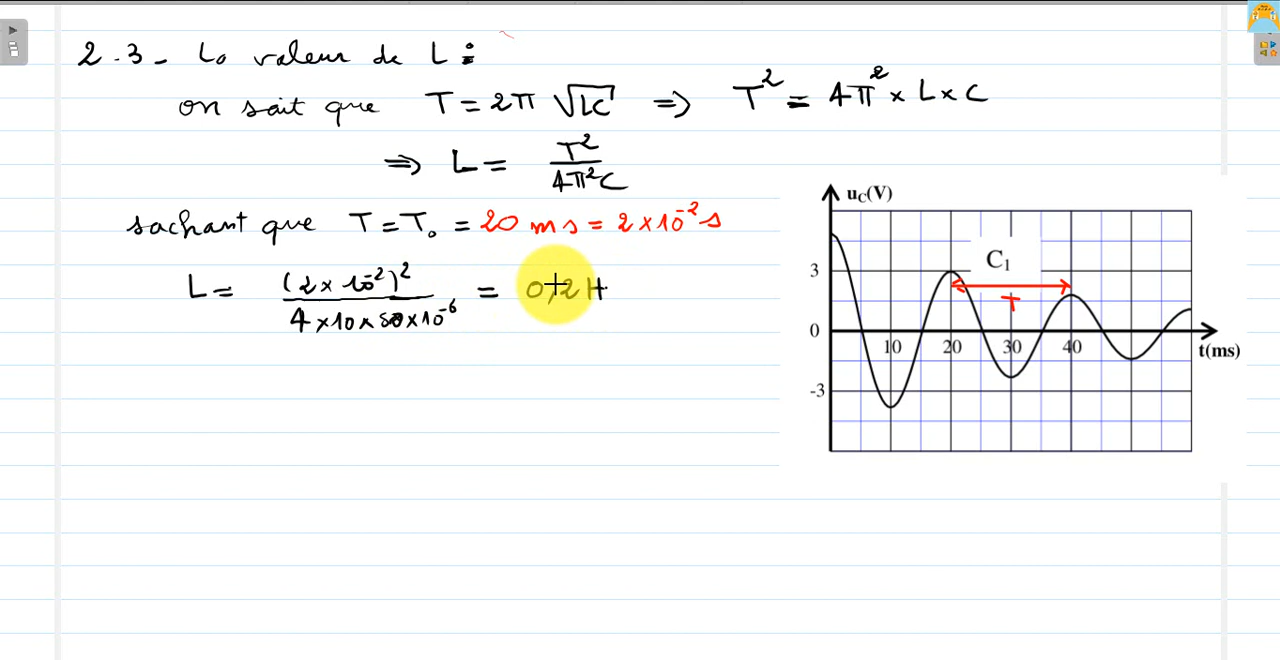 2.3- La valeur de L :
on sait que T = 2π √LC ⇒ T² = 4π² × L × C
⇒ L = T² / 4π²C
sachant que T = T₀ = 20 ms = 2×10⁻² s
L = (2×10⁻²)² / 4×10×50×10⁻⁶ = 0,2 H
uC(V)
3
C₁
T
0
10 20 30 40
t(ms)
-3